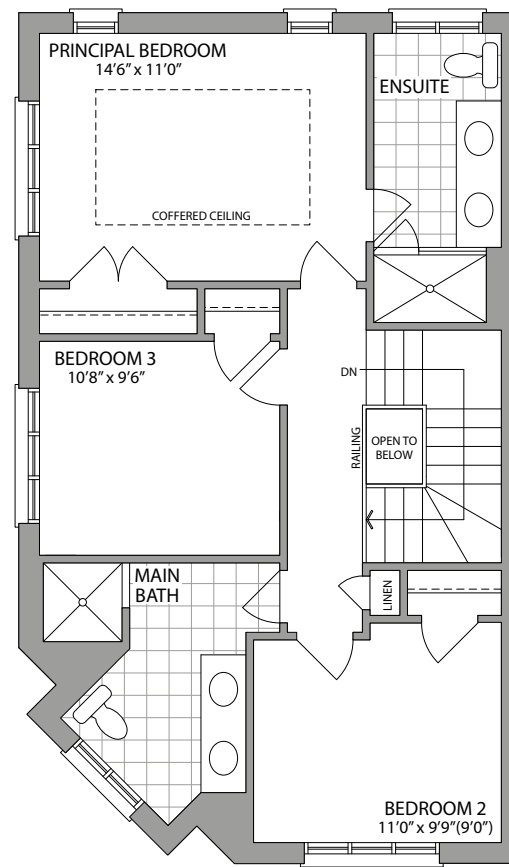 PRINCIPAL BEDROOM
14'6" x 11'0"
ENSUITE
COFFERED CEILING
BEDROOM 3
10'8" x 9'6"
DN
RAILING
OPEN TO
BELOW
MAIN
BATH
LINEN
BEDROOM 2
11'0" x 9'9"(9'0")